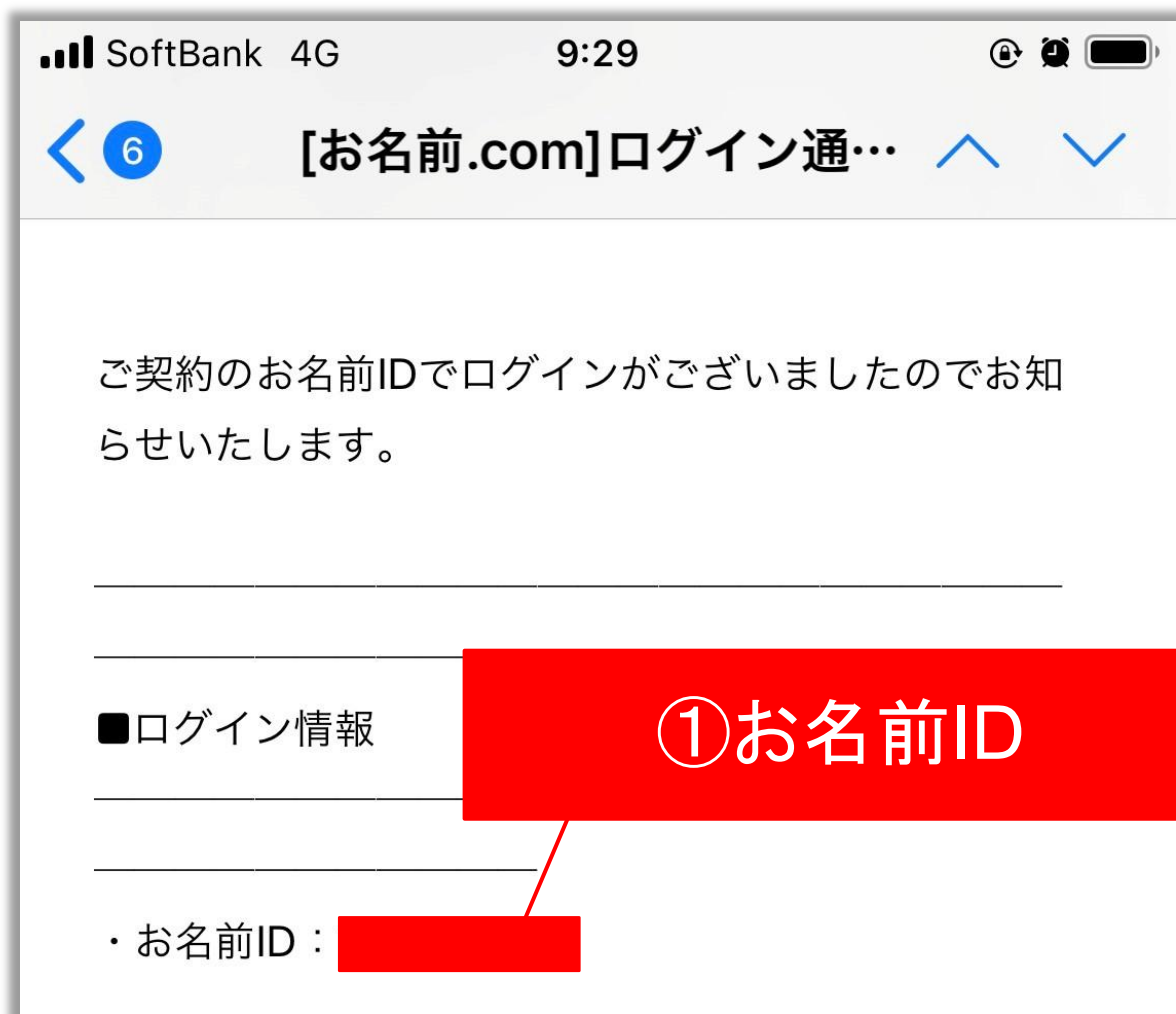 SoftBank 4G 9:29
6 [お名前.com]ログイン通…
ご契約のお名前IDでログインがございましたのでお知
らせいたします。
■ログイン情報
①お名前ID
・お名前ID：